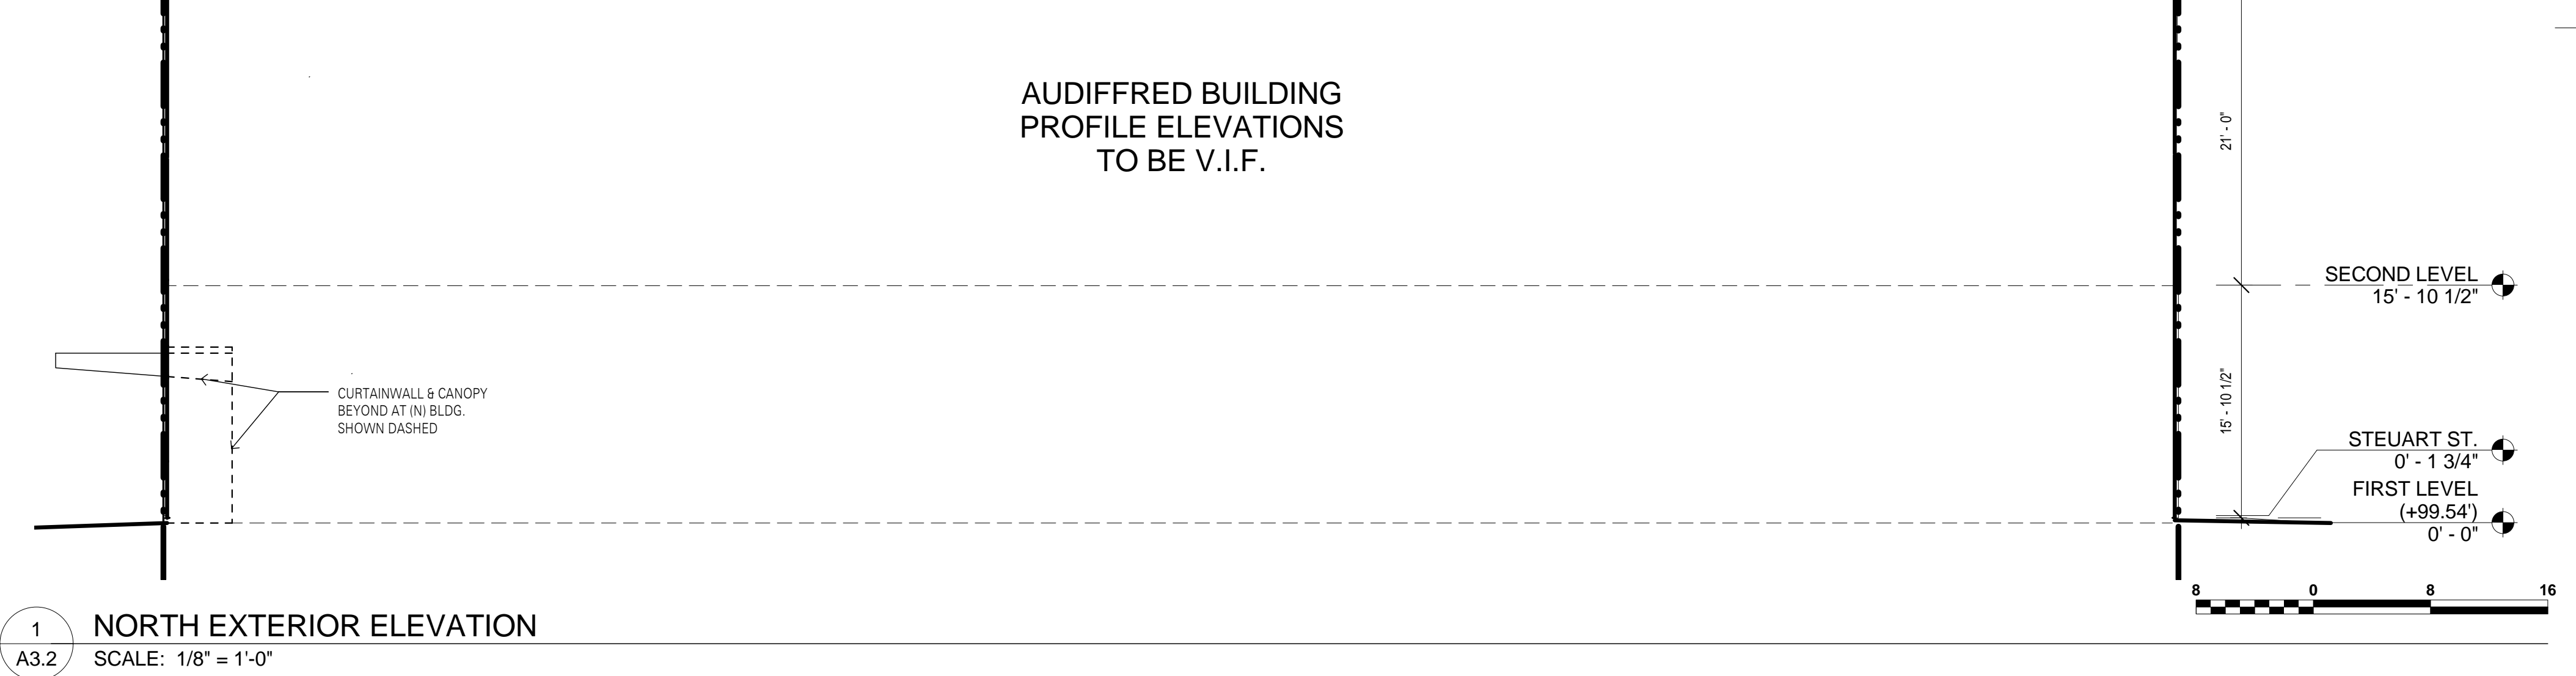 AUDIFFRED BUILDING
PROFILE ELEVATIONS
TO BE V.I.F.
21' - 0"
SECOND LEVEL
15' - 10 1/2"
15' - 10 1/2"
CURTAINWALL & CANOPY
BEYOND AT (N) BLDG.
SHOWN DASHED
STEUART ST.
0' - 1 3/4"
FIRST LEVEL
(+99.54')
0' - 0"
8 0 8 16
1
NORTH EXTERIOR ELEVATION
A3.2
SCALE: 1/8" = 1'-0"